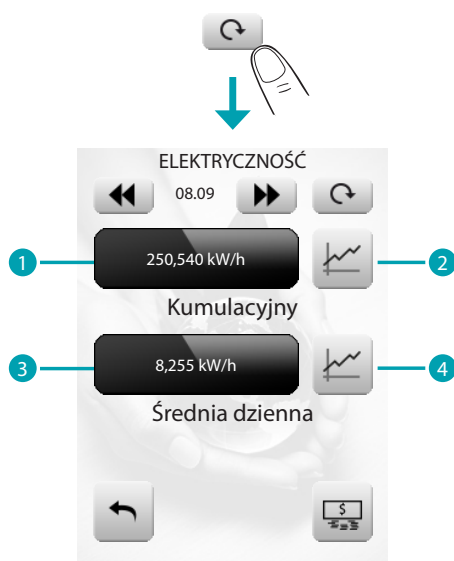 ELEKTRYCZNOŚĆ
08.09
1
250,540 kW/h
2
Kumulacyjny
3
8,255 kW/h
4
Średnia dzienna
$